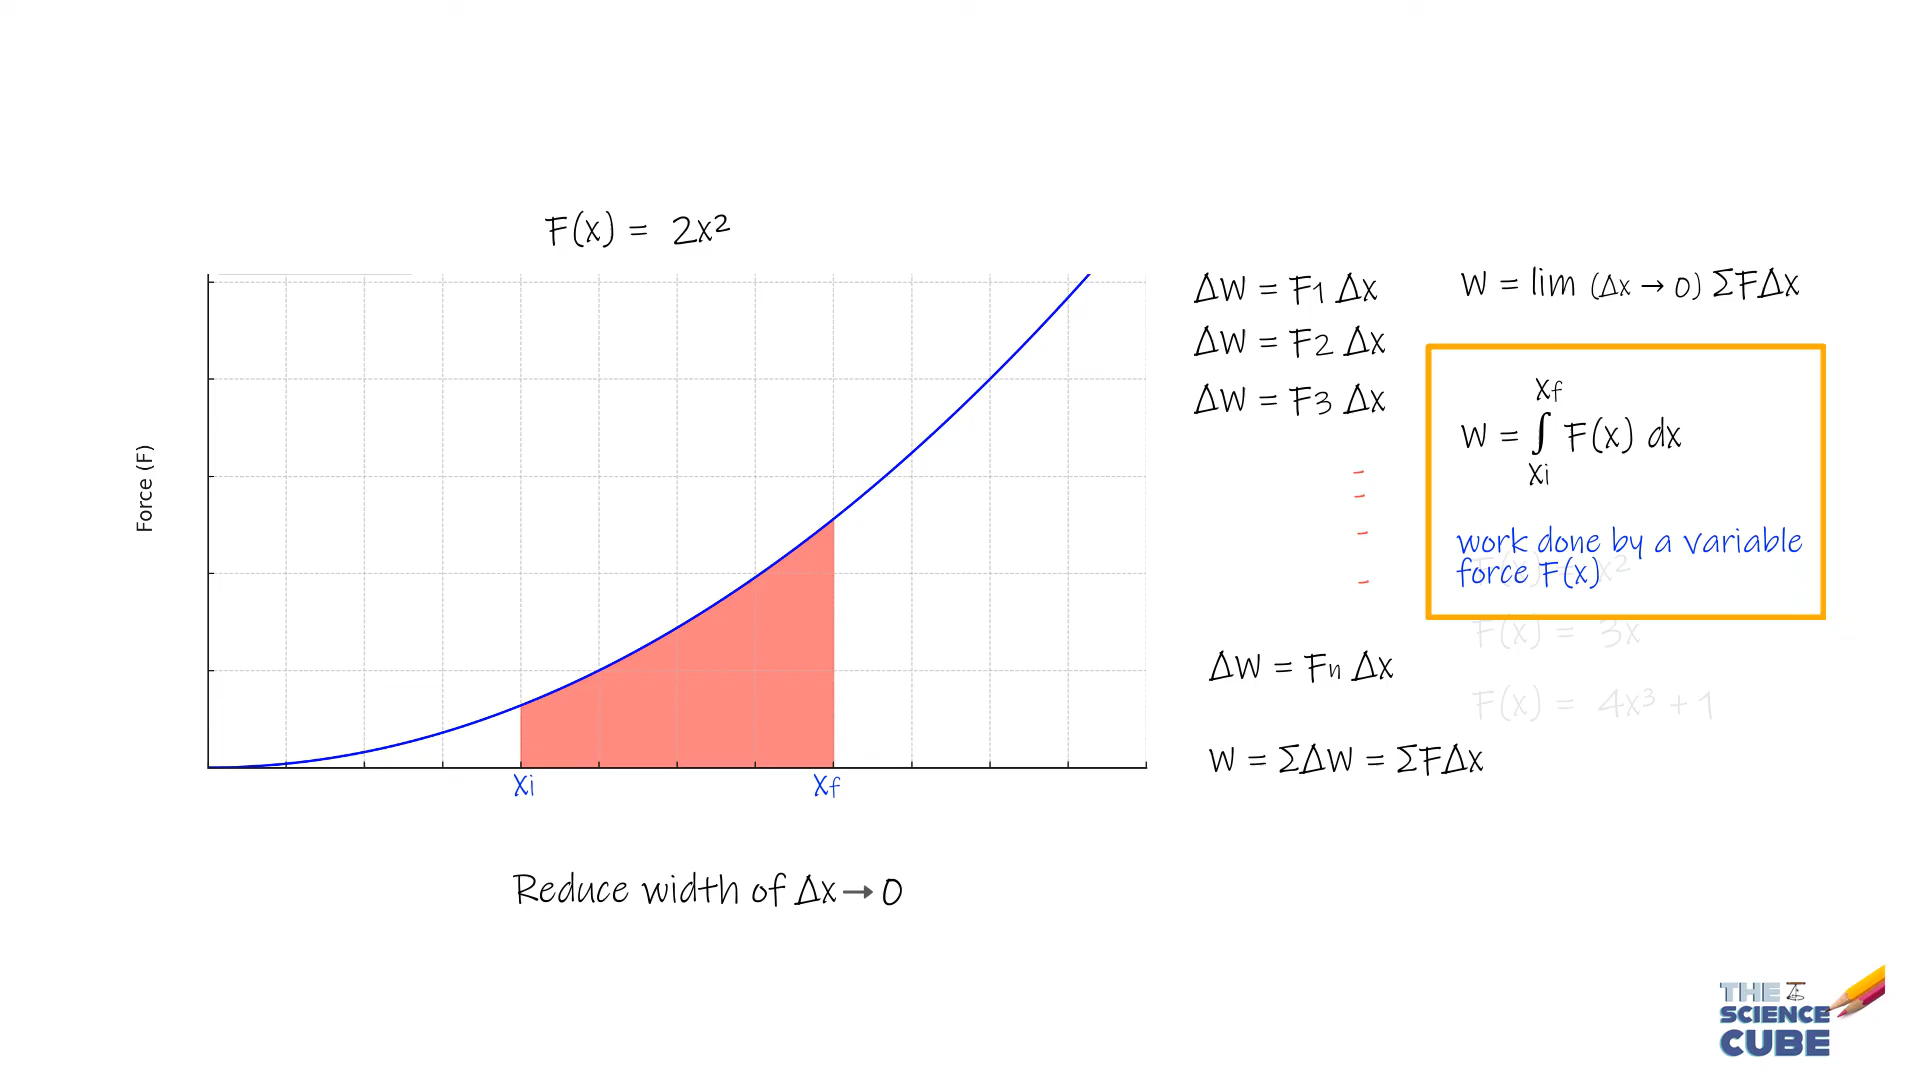 F(x) = 2x²
Force (F)
Xi
Xf
Reduce width of Δx → 0
ΔW = F1 Δx
ΔW = F2 Δx
ΔW = F3 Δx
-
-
-
-
ΔW = Fn Δx
W = ΣΔW = ΣFΔx
W = lim (Δx → 0) ΣFΔx
Xf
W = ∫ F(x) dx
Xi
work done by a variable
force F(x)
F(x) = 3x
F(x) = 4x³ + 1
THE
SCIENCE
CUBE